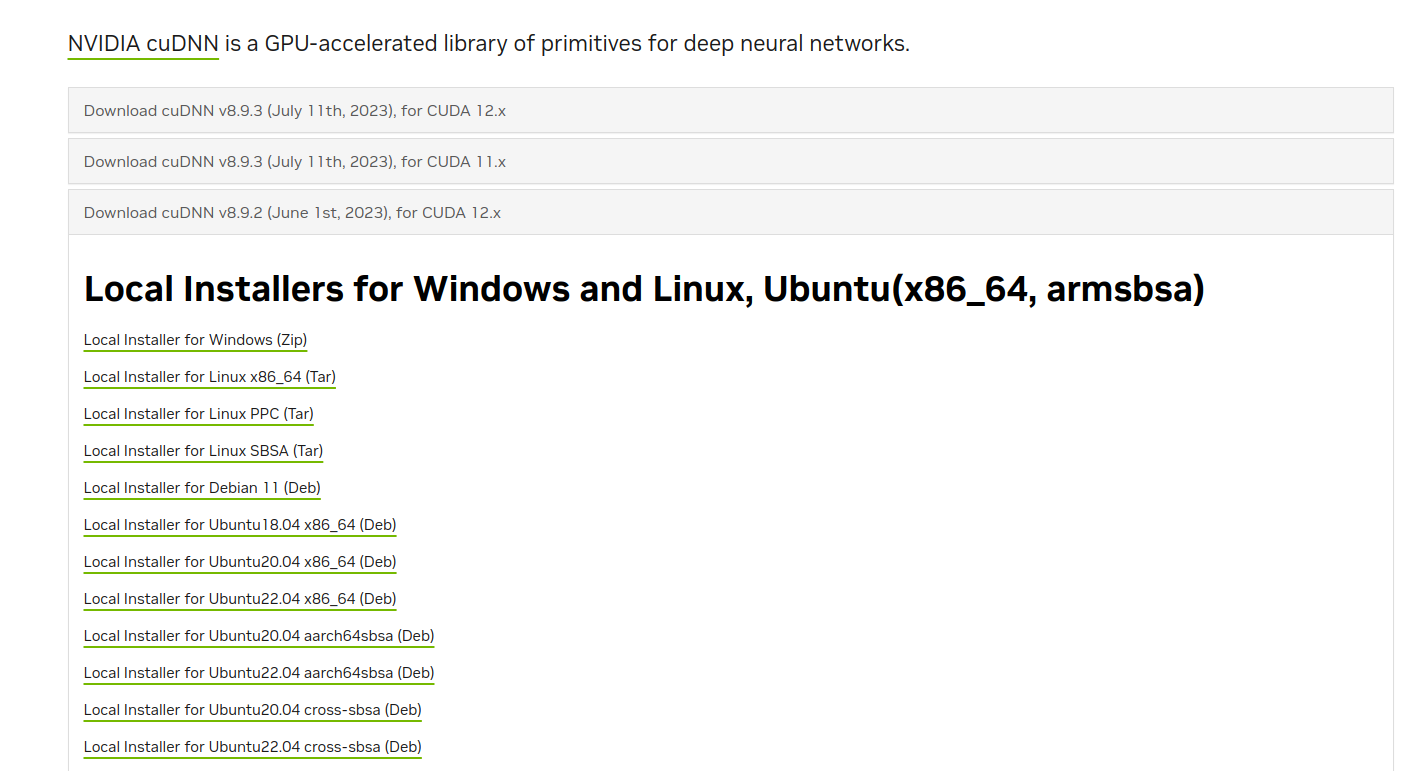 NVIDIA cuDNN is a GPU-accelerated library of primitives for deep neural networks.
Download cuDNN v8.9.3 (July 11th, 2023), for CUDA 12.x
Download cuDNN v8.9.3 (July 11th, 2023), for CUDA 11.x
Download cuDNN v8.9.2 (June 1st, 2023), for CUDA 12.x
Local Installers for Windows and Linux, Ubuntu(x86_64, armsbsa)
Local Installer for Windows (Zip)
Local Installer for Linux x86_64 (Tar)
Local Installer for Linux PPC (Tar)
Local Installer for Linux SBSA (Tar)
Local Installer for Debian 11 (Deb)
Local Installer for Ubuntu18.04 x86_64 (Deb)
Local Installer for Ubuntu20.04 x86_64 (Deb)
Local Installer for Ubuntu22.04 x86_64 (Deb)
Local Installer for Ubuntu20.04 aarch64sbsa (Deb)
Local Installer for Ubuntu22.04 aarch64sbsa (Deb)
Local Installer for Ubuntu20.04 cross-sbsa (Deb)
Local Installer for Ubuntu22.04 cross-sbsa (Deb)